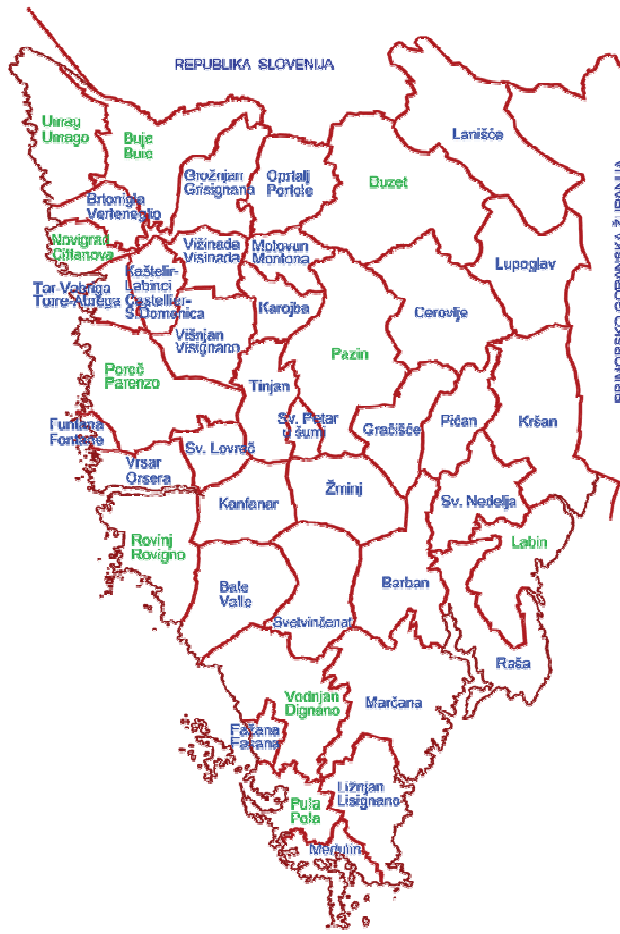 REPUBLIKA SLOVENIJA
Umag
Umago
Buje
Buie
Lanišće
Grožnjan
Grisignana
Oprtalj
Portole
Buzet
Brtonigla
Verteneglio
Novigrad
Cittanova
Vižinada
Visinada
Motovun
Montona
Lupoglav
Kaštelir-
Labinci
Castellier-
S.Domenica
Tar-Vabriga
Torre-Abrega
Karojba
Cerovlje
Višnjan
Visignano
Pazin
Poreč
Parenzo
Tinjan
Sv. Petar
u šumi
Gračišće
Pićan
Kršan
Funtana
Fontane
Sv. Lovreč
Vrsar
Orsera
Kanfanar
Žminj
Sv. Nedelja
Rovinj
Rovigno
Labin
Bale
Valle
Barban
Svetvinčenat
Raša
Vodnjan
Dignano
Marčana
Fažana
Fasana
Ližnjan
Lisignano
Pula
Pola
Medulin